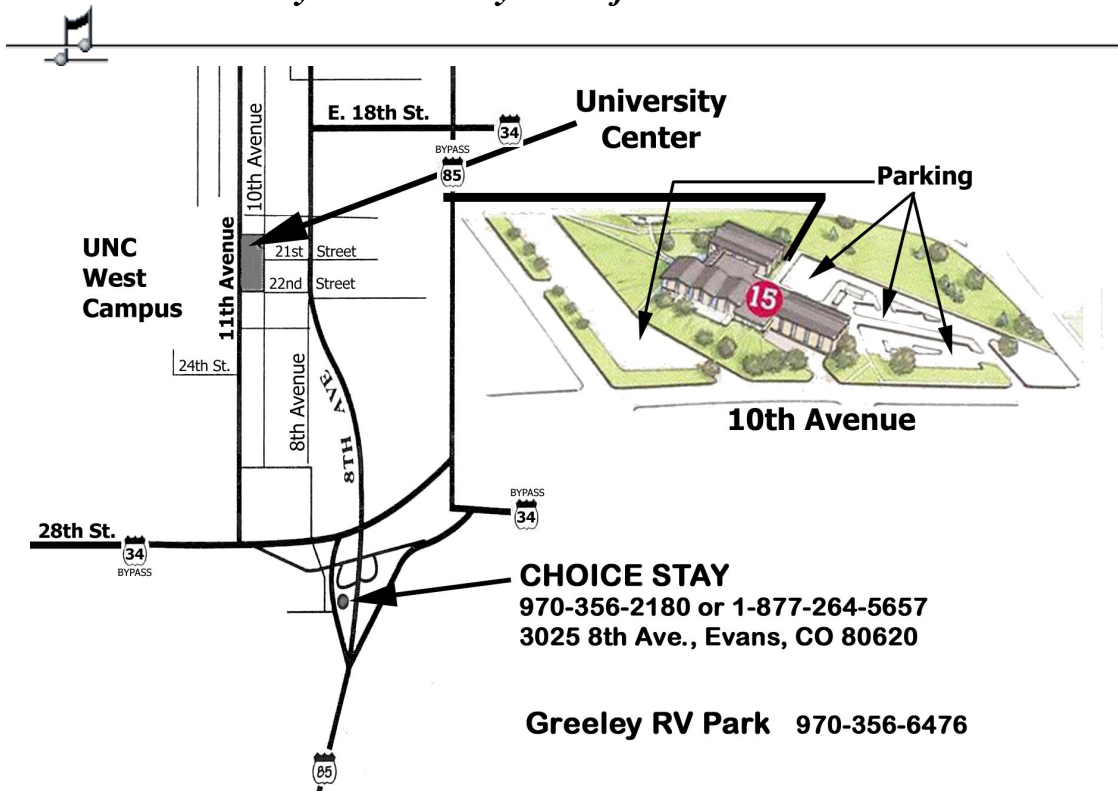 E. 18th St.
34
University
Center
BYPASS
85
10th Avenue
Parking
UNC
West
Campus
11th Avenue
21st Street
22nd Street
15
24th St.
8th Avenue
8TH AVE
10th Avenue
BYPASS
34
28th St.
34
BYPASS
CHOICE STAY
970-356-2180 or 1-877-264-5657
3025 8th Ave., Evans, CO 80620
Greeley RV Park 970-356-6476
85